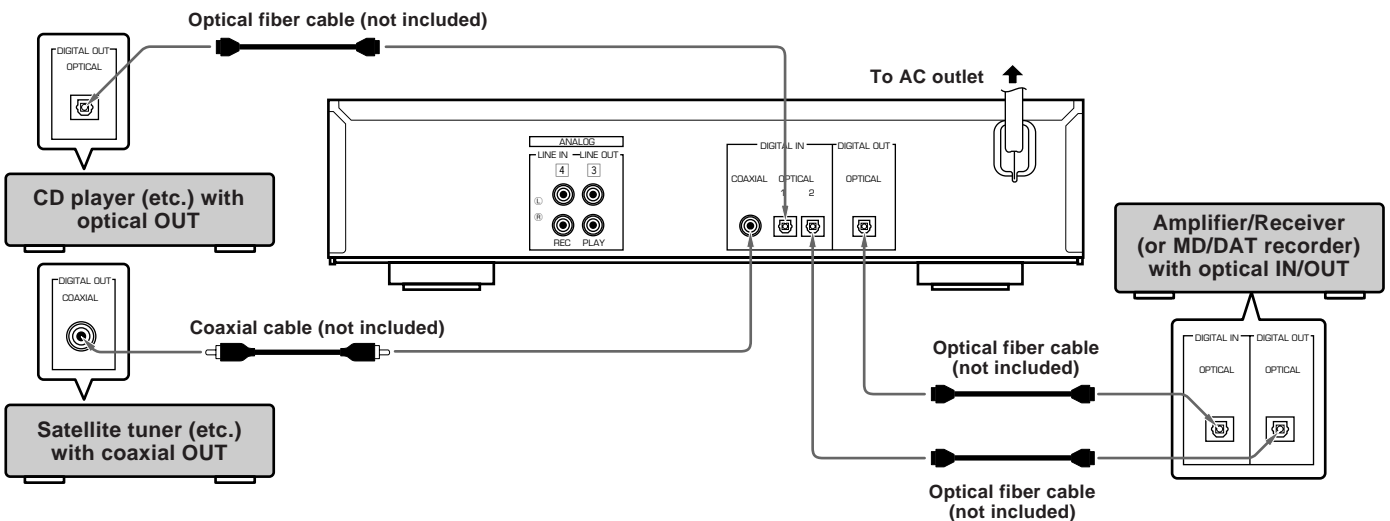 Optical fiber cable (not included)
DIGITAL OUT
OPTICAL
CD player (etc.) with
optical OUT
To AC outlet
ANALOG
LINE IN LINE OUT
4 3
L
R
REC PLAY
DIGITAL IN DIGITAL OUT
COAXIAL OPTICAL OPTICAL
1 2
Amplifier/Receiver
(or MD/DAT recorder)
with optical IN/OUT
DIGITAL OUT
COAXIAL
Coaxial cable (not included)
Satellite tuner (etc.)
with coaxial OUT
Optical fiber cable
(not included)
DIGITAL IN DIGITAL OUT
OPTICAL OPTICAL
Optical fiber cable
(not included)